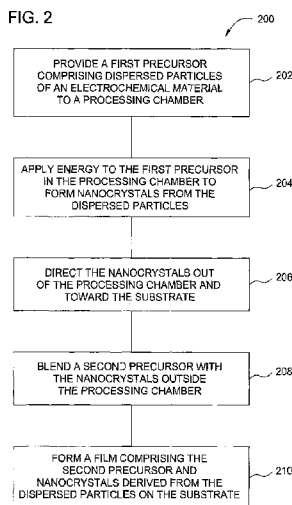 FIG. 2
200
PROVIDE A FIRST PRECURSOR
COMPRISING DISPERSED PARTICLES
OF AN ELECTROCHEMICAL MATERIAL
TO A PROCESSING CHAMBER
202
APPLY ENERGY TO THE FIRST PRECURSOR
IN THE PROCESSING CHAMBER TO
FORM NANOCRYSTALS FROM THE
DISPERSED PARTICLES
204
DIRECT THE NANOCRYSTALS OUT
OF THE PROCESSING CHAMBER AND
TOWARD THE SUBSTRATE
206
BLEND A SECOND PRECURSOR WITH
THE NANOCRYSTALS OUTSIDE
THE PROCESSING CHAMBER
208
FORM A FILM COMPRISING THE
SECOND PRECURSOR AND
NANOCRYSTALS DERIVED FROM THE
DISPERSED PARTICLES ON THE SUBSTRATE
210